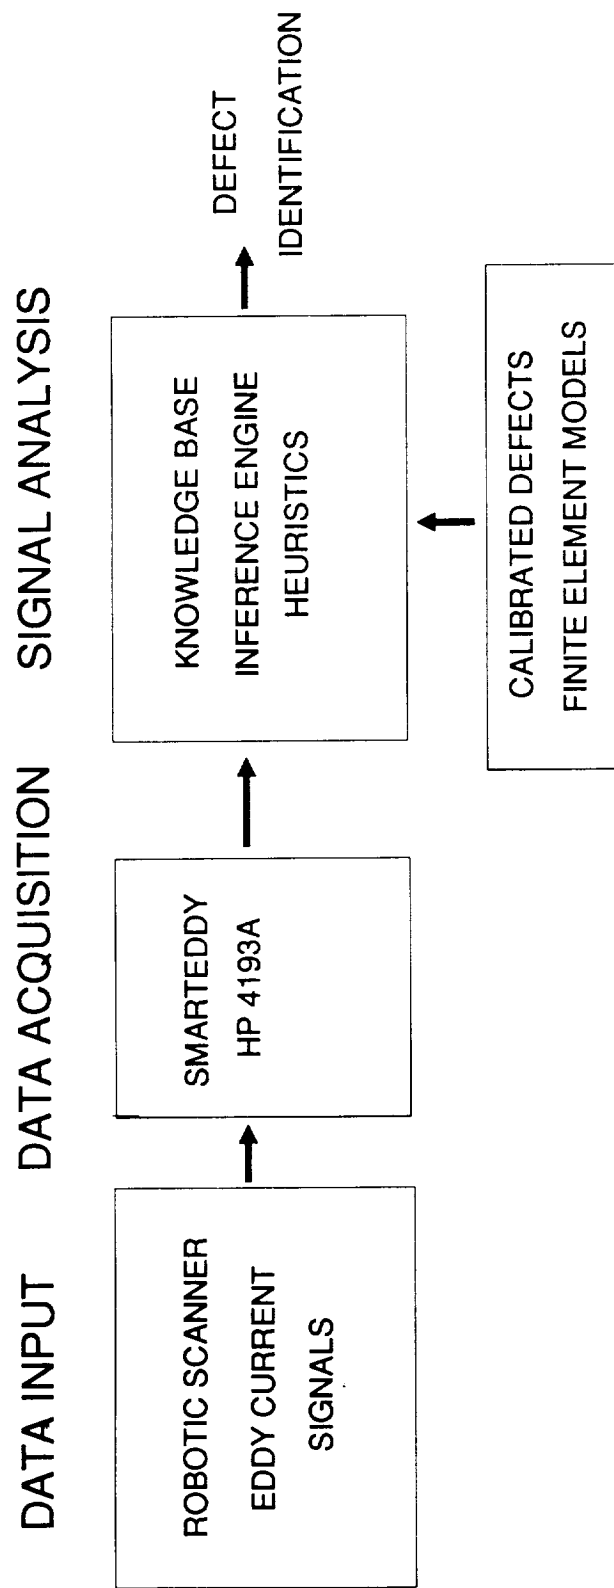 DATA INPUT
DATA ACQUISITION
SIGNAL ANALYSIS
ROBOTIC SCANNER
EDDY CURRENT
SIGNALS
SMARTEDDY
HP 4193A
KNOWLEDGE BASE
INFERENCE ENGINE
HEURISTICS
DEFECT
IDENTIFICATION
CALIBRATED DEFECTS
FINITE ELEMENT MODELS